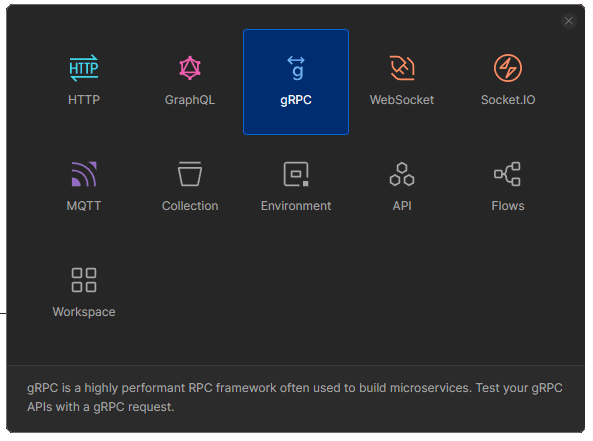 HTTP
g
HTTP GraphQL gRPC WebSocket Socket.IO
MQTT Collection Environment API Flows
Workspace
gRPC is a highly performant RPC framework often used to build microservices. Test your gRPC
APIs with a gRPC request.